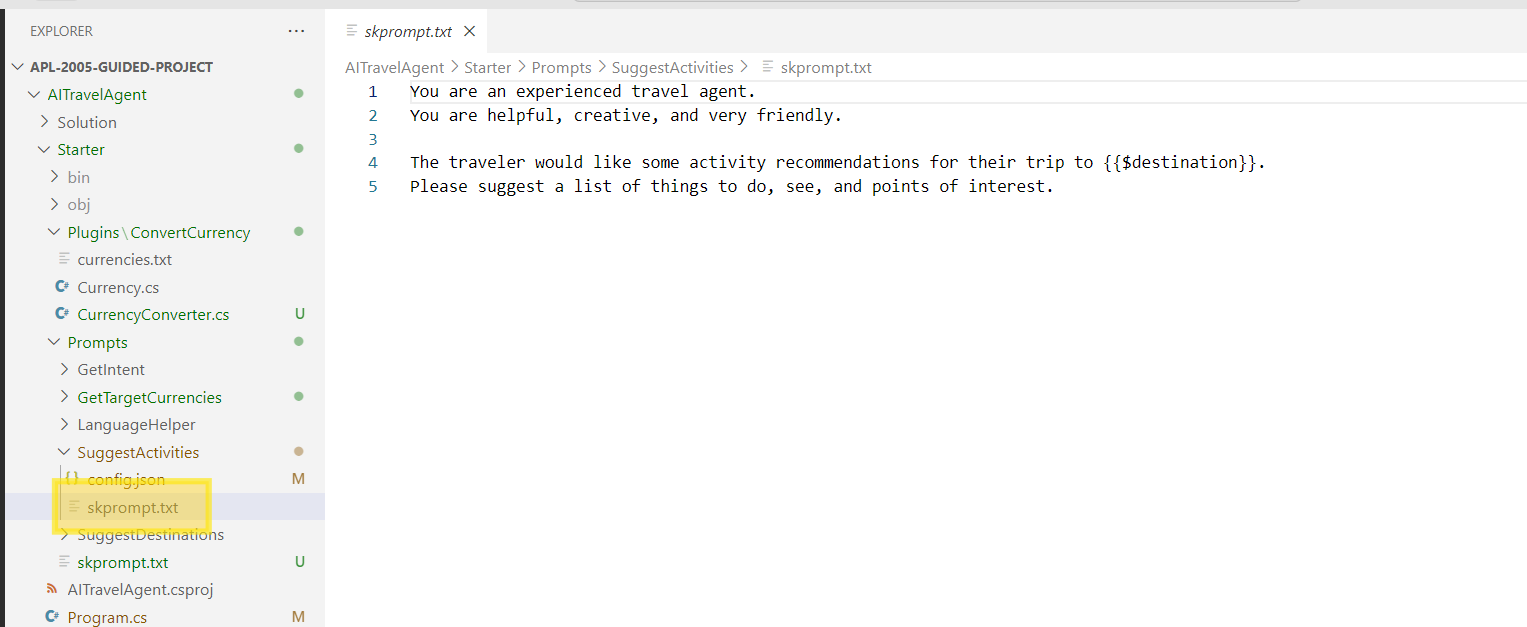 EXPLORER
···
APL-2005-GUIDED-PROJECT
AITravelAgent
Solution
Starter
bin
obj
Plugins\ConvertCurrency
currencies.txt
C# Currency.cs
C# CurrencyConverter.cs U
Prompts
GetIntent
GetTargetCurrencies
LanguageHelper
SuggestActivities
{} config.json M
skprompt.txt
SuggestDestinations
skprompt.txt U
AITravelAgent.csproj
C# Program.cs M
skprompt.txt
AITravelAgent > Starter > Prompts > SuggestActivities > skprompt.txt
1 You are an experienced travel agent.
2 You are helpful, creative, and very friendly.
3
4 The traveler would like some activity recommendations for their trip to {{$destination}}.
5 Please suggest a list of things to do, see, and points of interest.